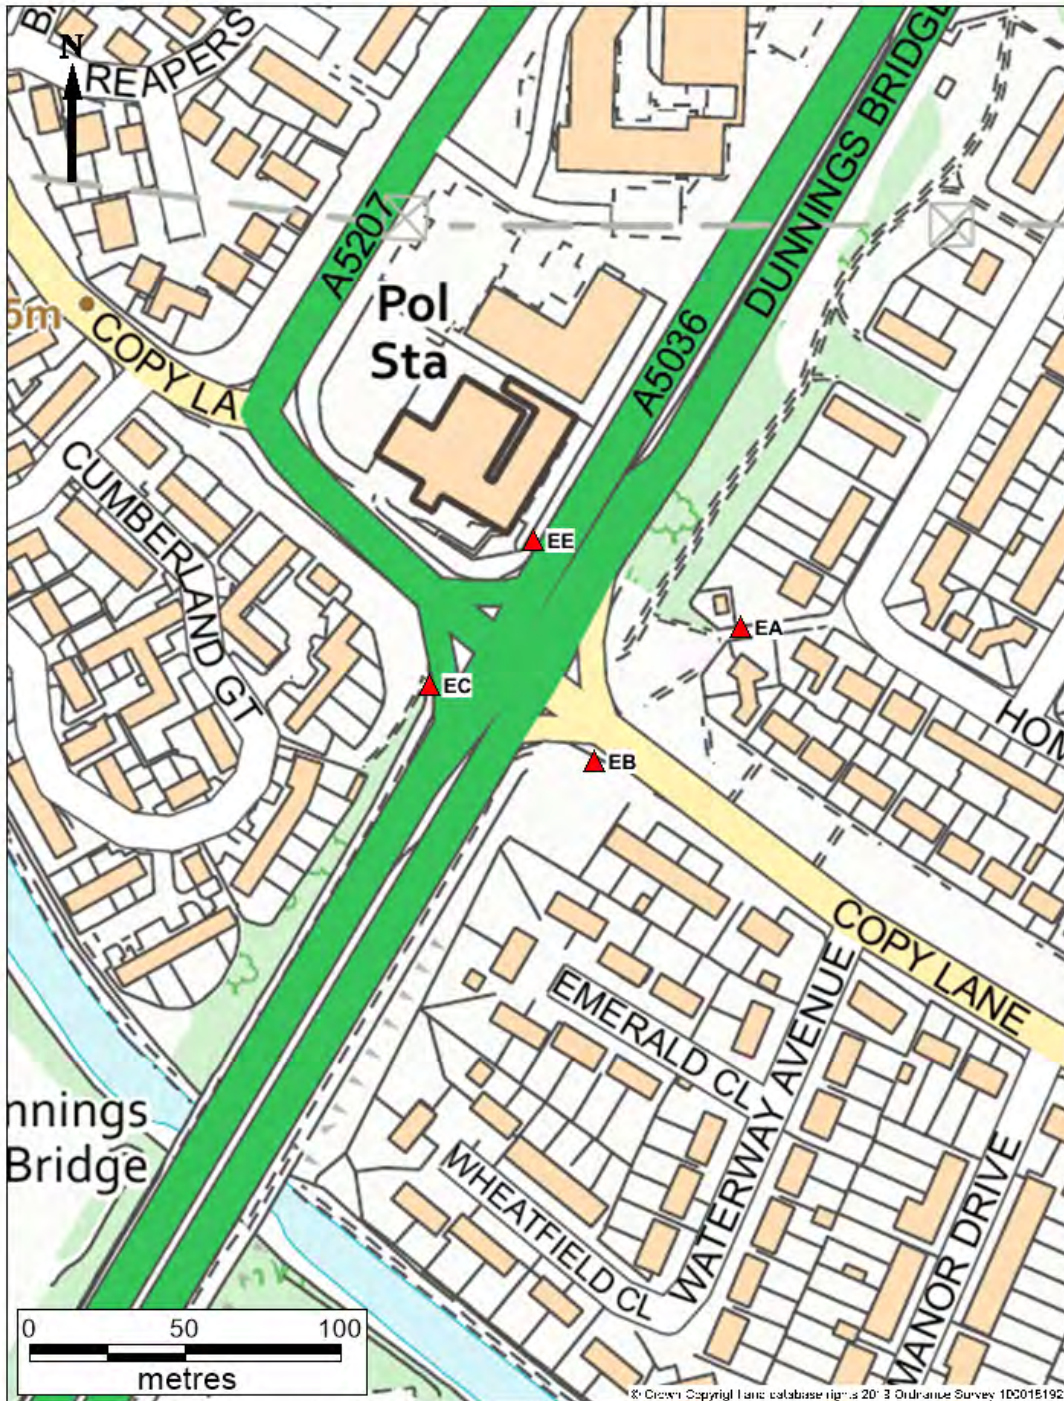 N
REAPERS
DUNNINGS BRIDGE
A5207
Pol
Sta
A5036
5m
COPY LA
CUMBERLAND GT
EE
EA
EC
HOM
EB
COPY LANE
EMERALD CL
WATERWAY AVENUE
nnings
Bridge
WHEATFIELD CL
MANOR DRIVE
0 50 100
metres